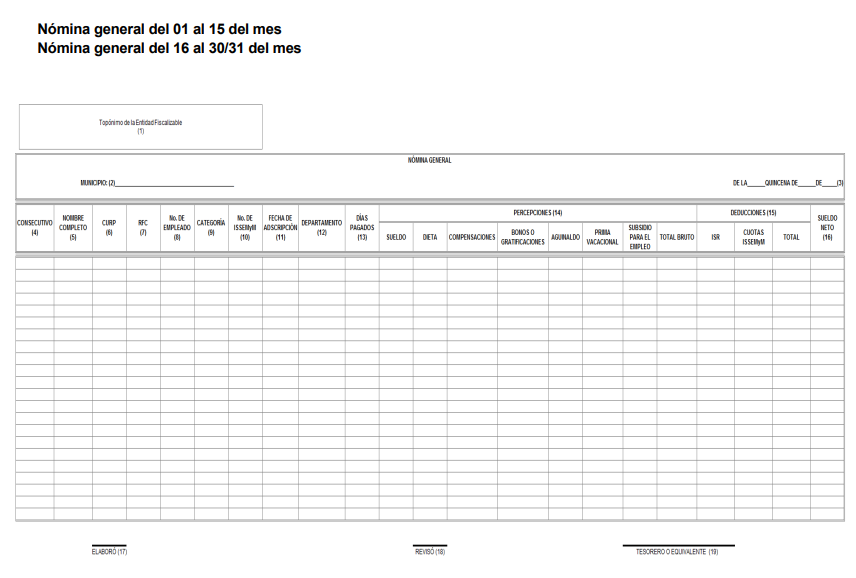 Nómina general del 01 al 15 del mes
Nómina general del 16 al 30/31 del mes
Topónimo de la Entidad Fiscalizable
(1)
NÓMINA GENERAL
MUNICIPIO: (2)____________________ DE LA_____QUINCENA DE_____DE____(3)
CONSECUTIVO (4)
NOMBRE COMPLETO (5)
CURP (6)
RFC (7)
No. DE EMPLEADO (8)
CATEGORÍA (9)
No. DE ISSEMyM (10)
FECHA DE ADSCRIPCIÓN (11)
DEPARTAMENTO (12)
DÍAS PAGADOS (13)
PERCEPCIONES (14)
SUELDO
DIETA
COMPENSACIONES
BONOS O GRATIFICACIONES
AGUINALDO
PRIMA VACACIONAL
SUBSIDIO PARA EL EMPLEO
TOTAL BRUTO
DEDUCCIONES (15)
ISR
CUOTAS ISSEMyM
TOTAL
SUELDO NETO (16)
ELABORÓ (17)
REVISÓ (18)
TESORERO O EQUIVALENTE (19)